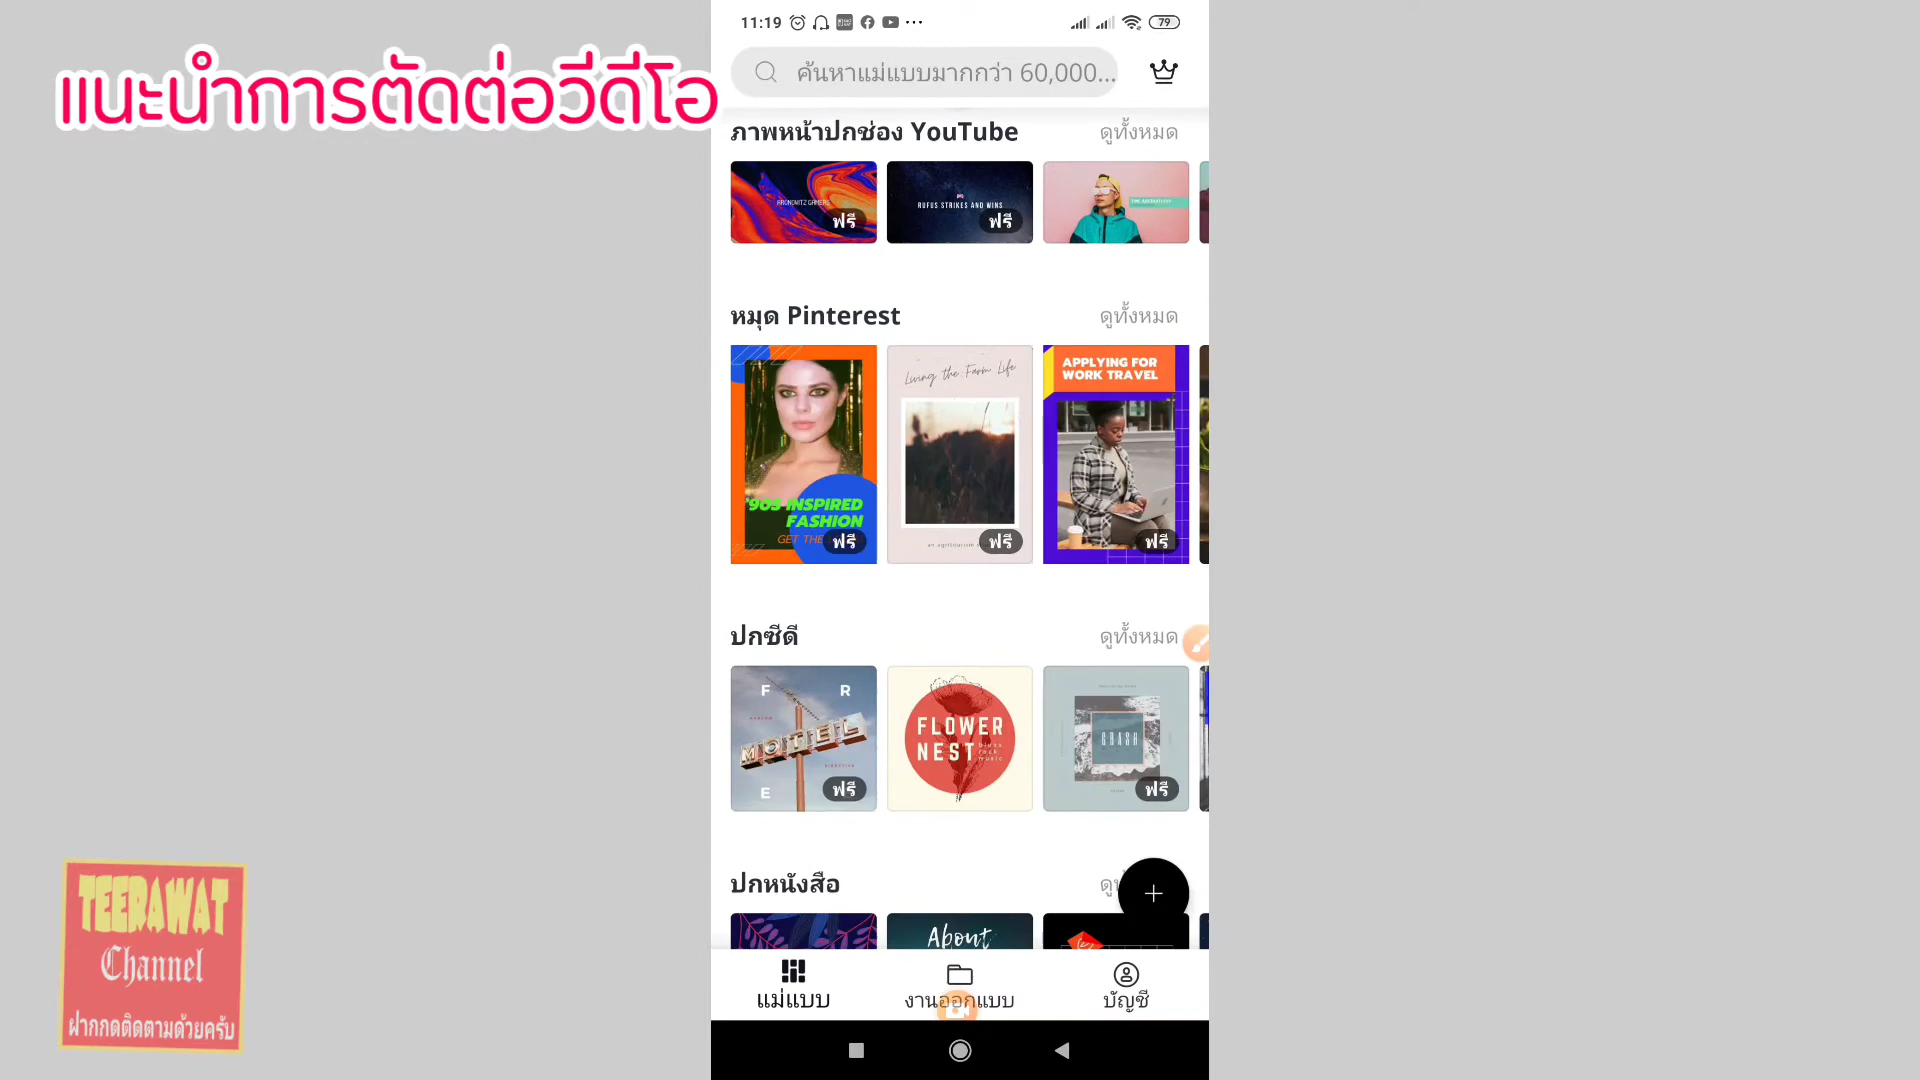 แนะนำการตัดต่อวีดีโอ
11:19
79
ค้นหาแม่แบบมากกว่า 60,000...
ภาพหน้าปกช่อง YouTube
ดูทั้งหมด
ฟรี
RUFUS STRIKES AND WINS
ฟรี
หมุด Pinterest
ดูทั้งหมด
'90S INSPIRED
FASHION
GET THE
ฟรี
Living the Farm Life
ฟรี
APPLYING FOR
WORK TRAVEL
ฟรี
ปกซีดี
ดูทั้งหมด
F R
MOTEL
E
ฟรี
FLOWER
NEST
blues
rock
music
ฟรี
ปกหนังสือ
About
แม่แบบ
งานออกแบบ
บัญชี
TEERAWAT
Channel
ฝากกดติดตามด้วยครับ